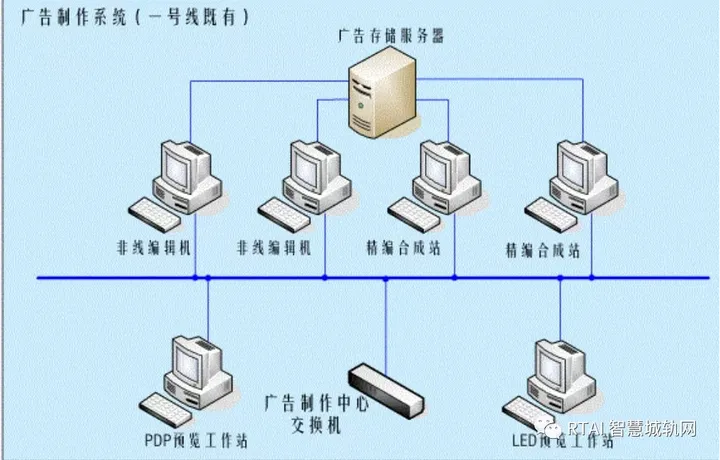 广告制作系统(一号线既有)
广告存储服务器
非线编辑机
非线编辑机
精编合成站
精编合成站
广告制作中心
交换机
PDP预览工作站
LED预览工作站
RTAI智慧城轨网